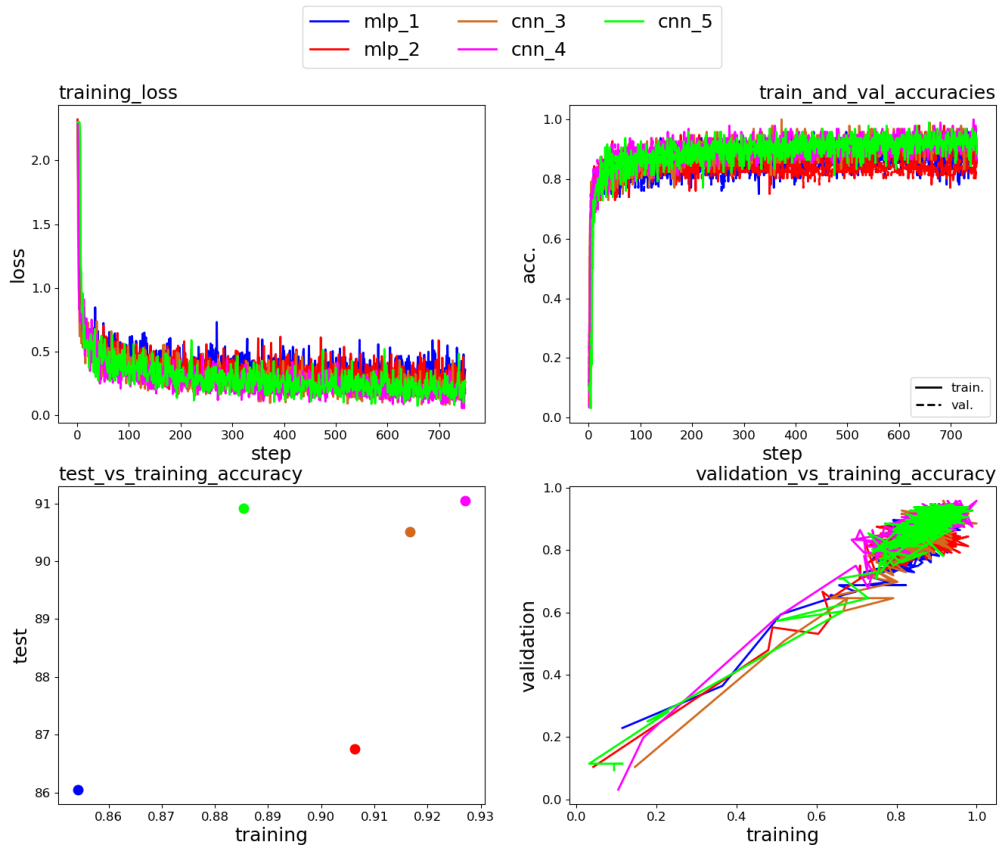 mlp_1 cnn_3 cnn_5
mlp_2 cnn_4
training_loss
2.0
1.5
1.0
0.5
0.0
loss
0 100 200 300 400 500 600 700
step
train_and_val_accuracies
1.0
0.8
0.6
0.4
0.2
0.0
acc.
train.
val.
0 100 200 300 400 500 600 700
step
test_vs_training_accuracy
91
90
89
88
87
86
test
0.86 0.87 0.88 0.89 0.90 0.91 0.92 0.93
training
validation_vs_training_accuracy
1.0
0.8
0.6
0.4
0.2
0.0
validation
0.0 0.2 0.4 0.6 0.8 1.0
training